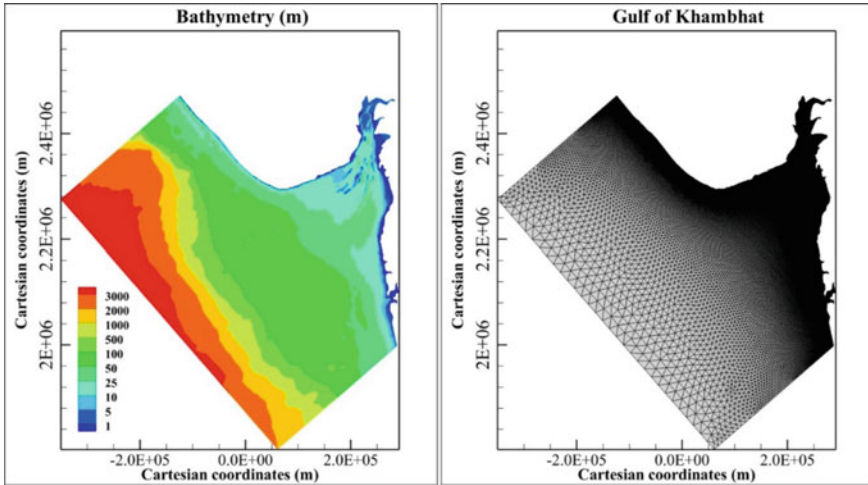 Bathymetry (m)
Cartesian coordinates (m)
2.4E+06
2.2E+06
2E+06
3000
2000
1000
500
100
50
25
10
5
1
-2.0E+05 0.0E+00 2.0E+05
Cartesian coordinates (m)
Gulf of Khambhat
Cartesian coordinates (m)
2.4E+06
2.2E+06
2E+06
-2.0E+05 0.0E+00 2.0E+05
Cartesian coordinates (m)